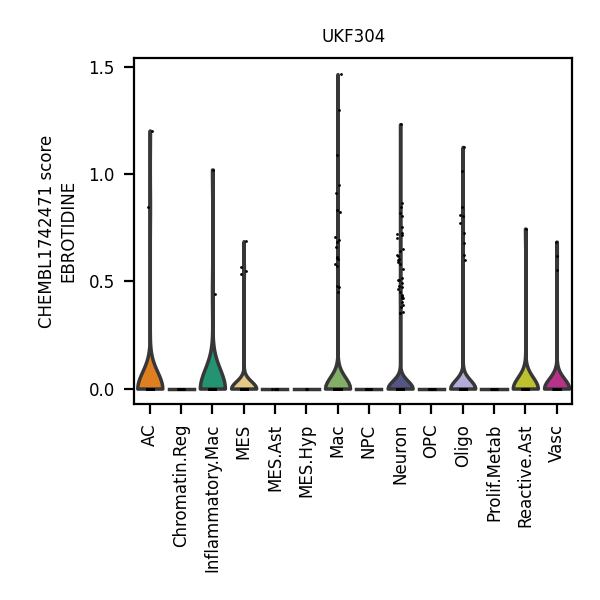 UKF304
CHEMBL1742471 score
EBROTIDINE
1.5
1.0
0.5
0.0
AC
Chromatin.Reg
Inflammatory.Mac
MES
MES.Ast
MES.Hyp
Mac
NPC
Neuron
OPC
Oligo
Prolif.Metab
Reactive.Ast
Vasc